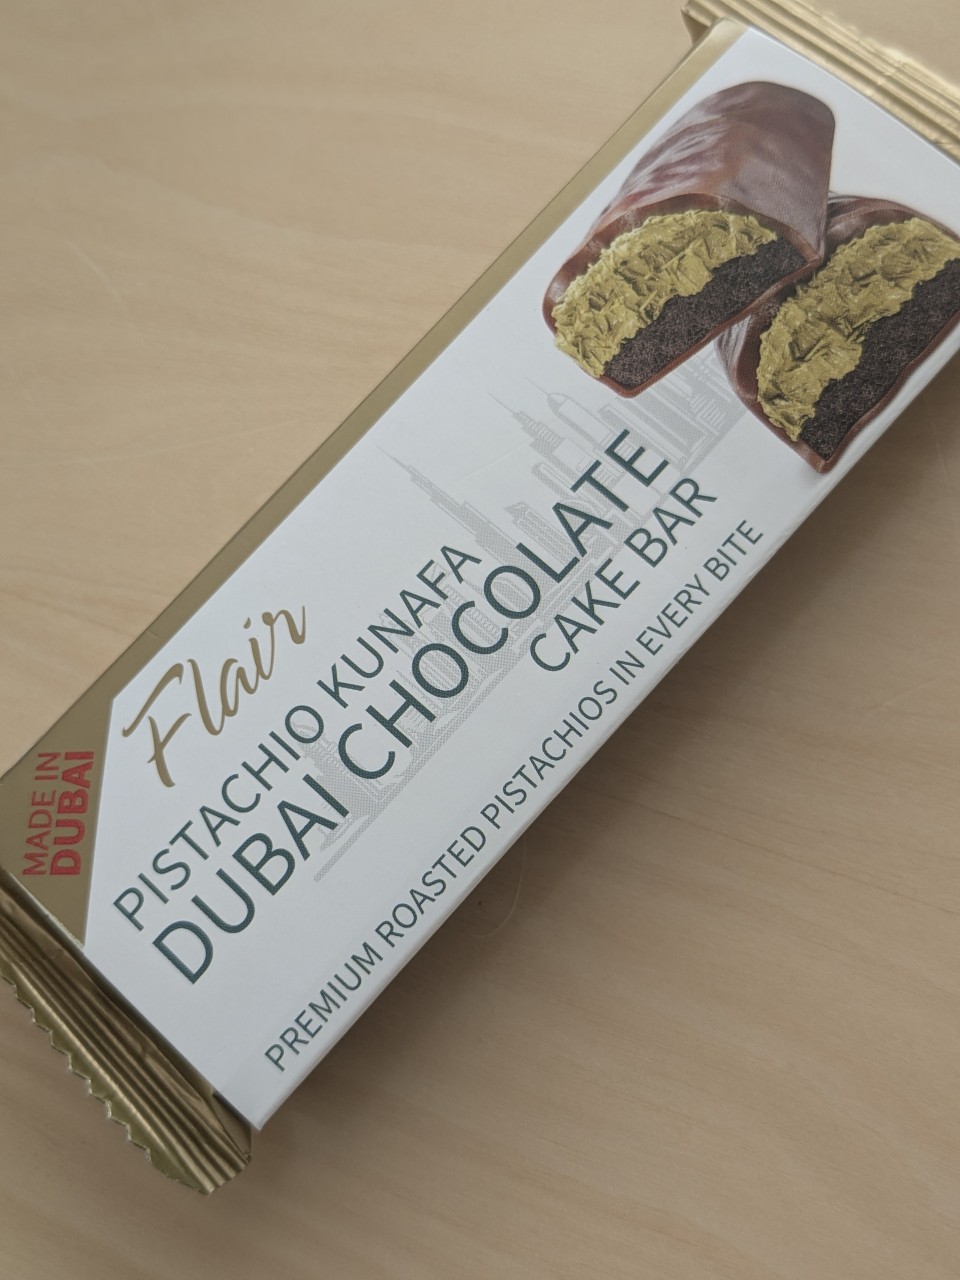 Flair
PISTACHIO KUNAFA
DUBAI CHOCOLATE
CAKE BAR
PREMIUM ROASTED PISTACHIOS IN EVERY BITE
MADE IN
DUBAI